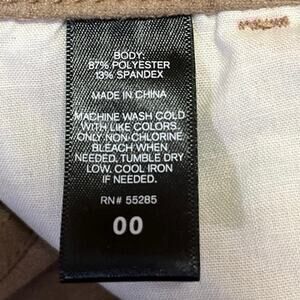 BODY:
87% POLYESTER
13% SPANDEX
MADE IN CHINA
MACHINE WASH COLD
WITH LIKE COLORS.
ONLY NON-CHLORINE
BLEACH WHEN
NEEDED, TUMBLE DRY
LOW. COOL IRON
IF NEEDED.
RN# 55285
00